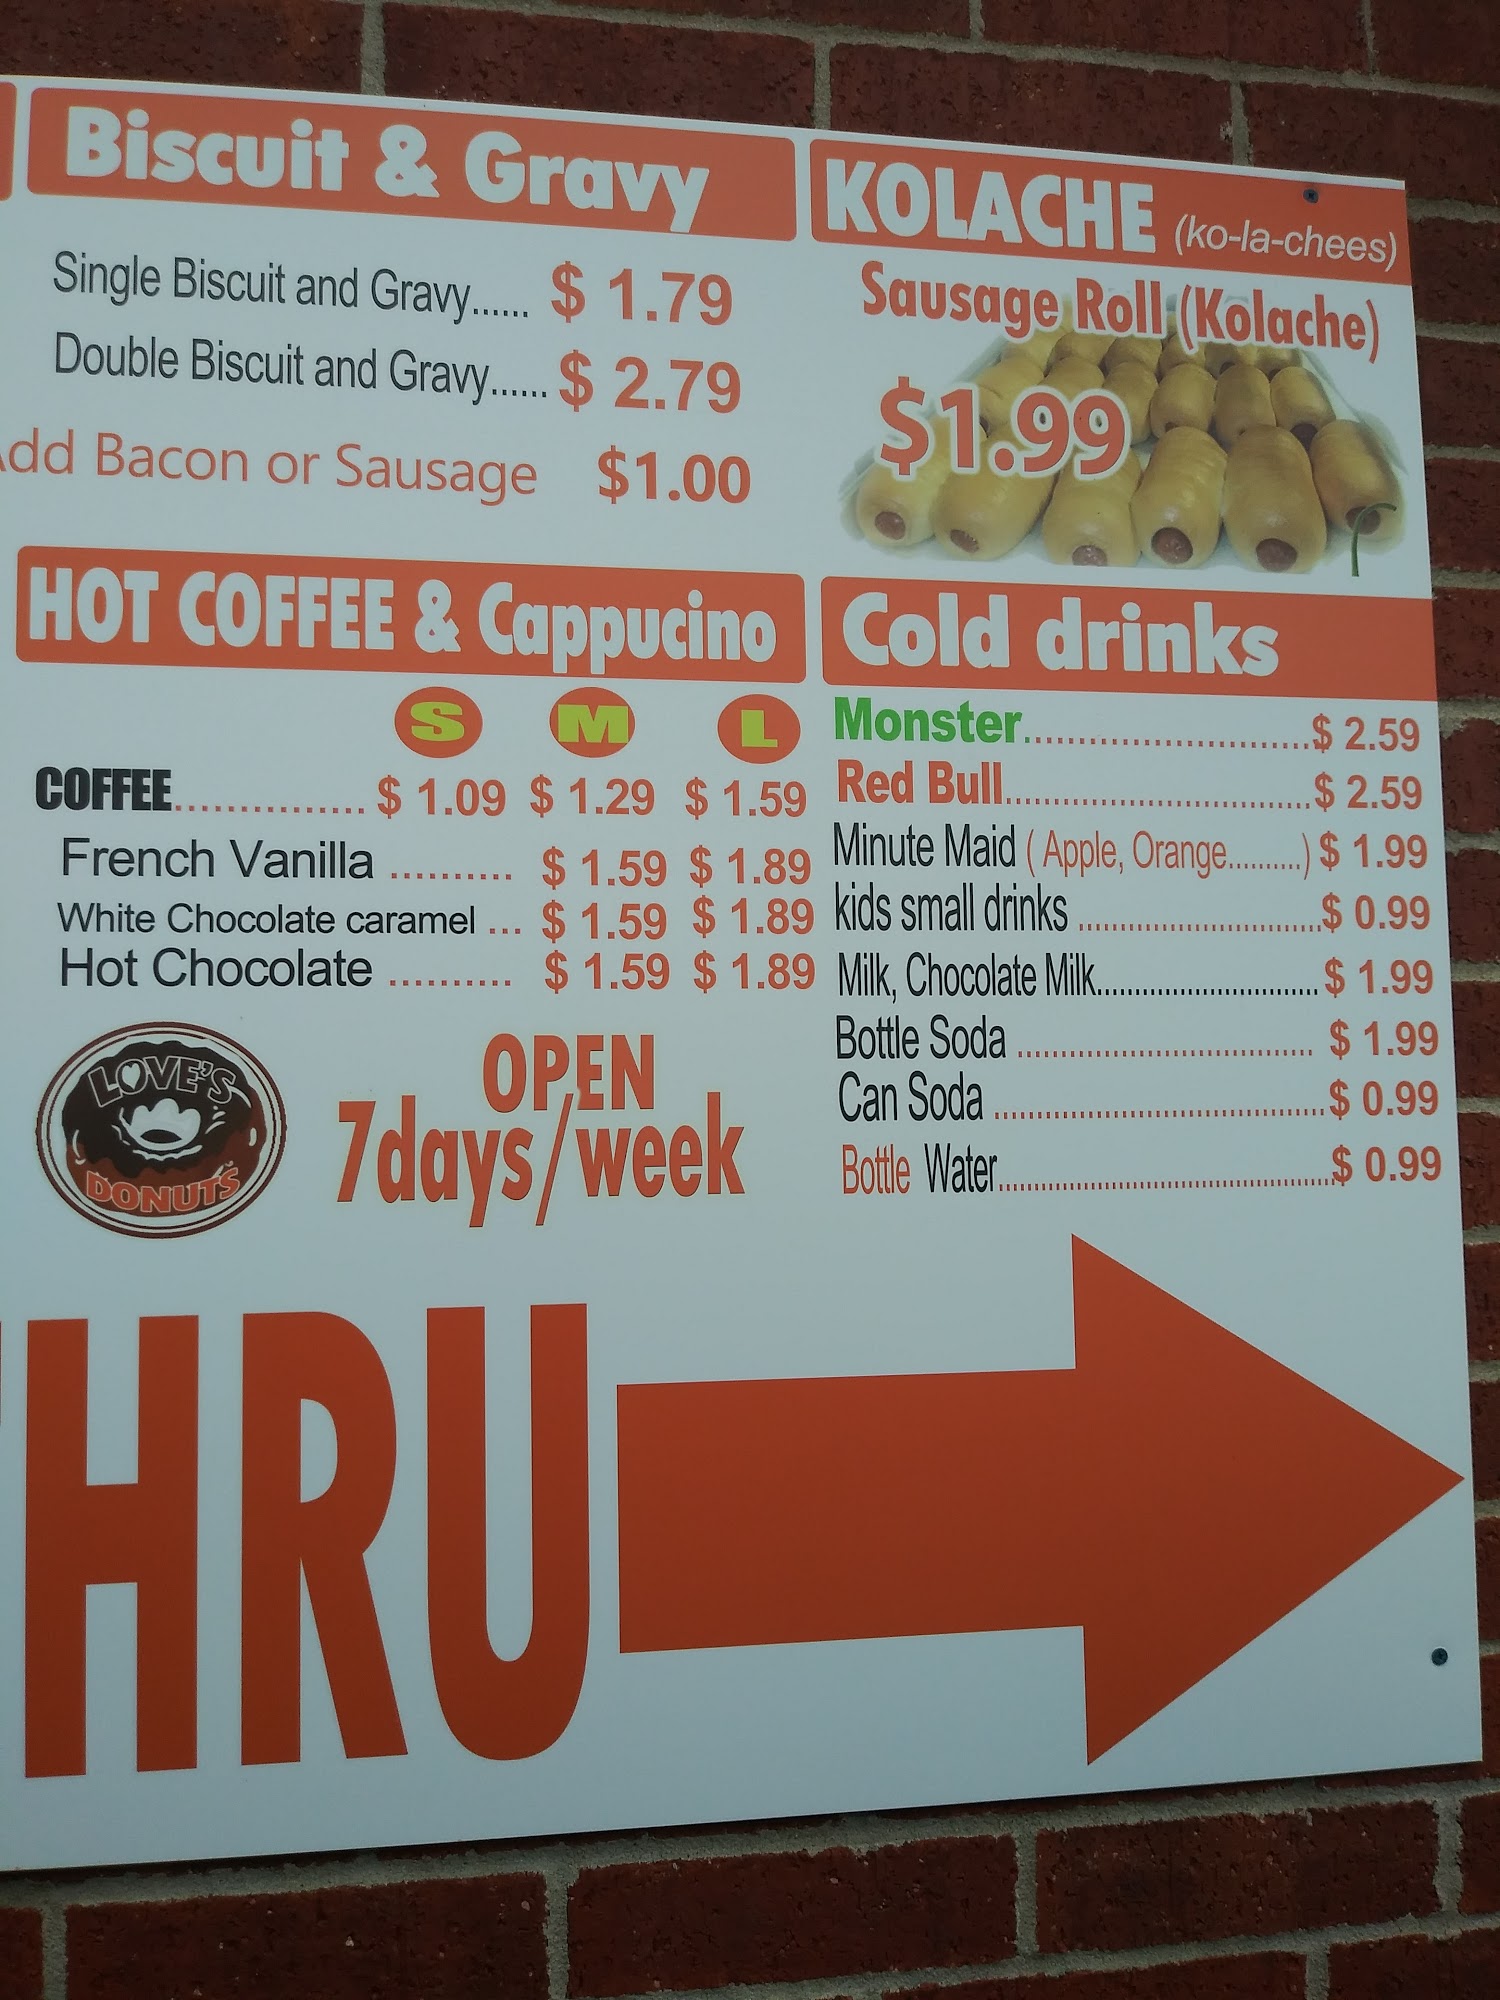 Biscuit & Gravy
Single Biscuit and Gravy...... $ 1.79
Double Biscuit and Gravy...... $ 2.79
Add Bacon or Sausage $1.00
KOLACHE (ko-la-chees)
Sausage Roll (Kolache)
$1.99
HOT COFFEE & Cappucino
S M L
COFFEE............... $ 1.09 $ 1.29 $ 1.59
French Vanilla .......... $ 1.59 $ 1.89
White Chocolate caramel ... $ 1.59 $ 1.89
Hot Chocolate .......... $ 1.59 $ 1.89
Cold drinks
Monster.............................$ 2.59
Red Bull.................................$ 2.59
Minute Maid ( Apple, Orange..........) $ 1.99
kids small drinks .............................$ 0.99
Milk, Chocolate Milk.............................$ 1.99
Bottle Soda .................................. $ 1.99
Can Soda ......................................$ 0.99
Bottle Water................................................$ 0.99
LOVE'S
DONUTS
OPEN
7days/week
HRU